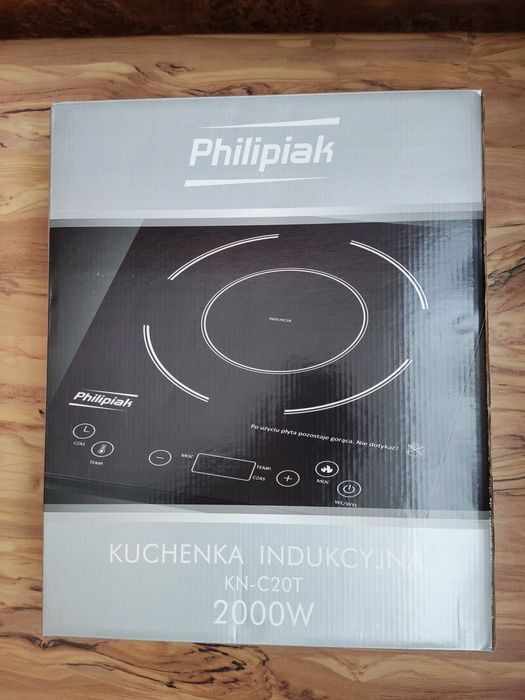 Philipiak
INDUKCJA
Philipiak
Po użyciu płyta pozostaje gorąca. Nie dotykać!
CZAS
TEMP.
−
MOC
TEMP.
CZAS
+
MOC
WŁ/WYŁ
KUCHENKA INDUKCYJNA
KN-C20T
2000W